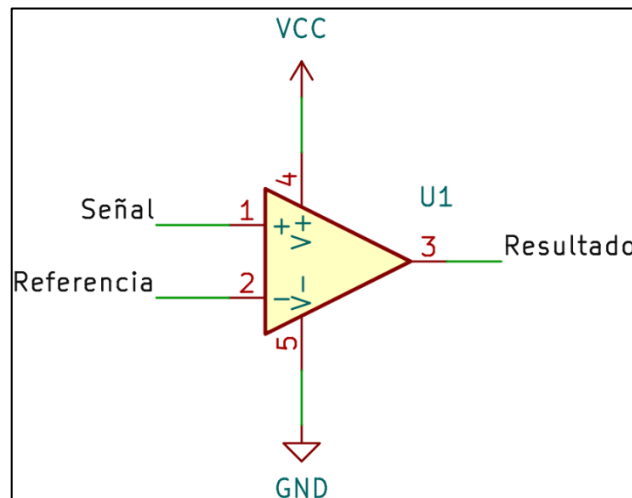 VCC
4
U1
Señal
1
+
V+
3
Resultado
Referencia
2
−
V-
5
GND